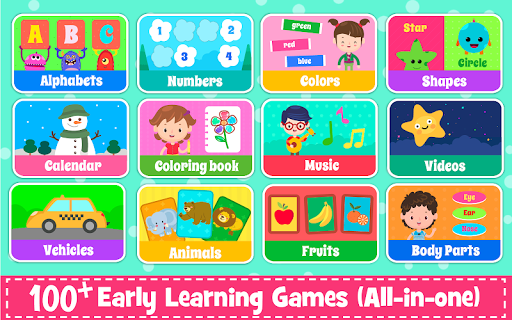 A B C
Alphabets
1 2
3 4
Numbers
green
red
blue
Colors
Star
Circle
Shapes
Calendar
Coloring book
Music
Videos
Vehicles
Animals
Fruits
Eye
Ear
Nose
Body Parts
100+ Early Learning Games (All-in-one)